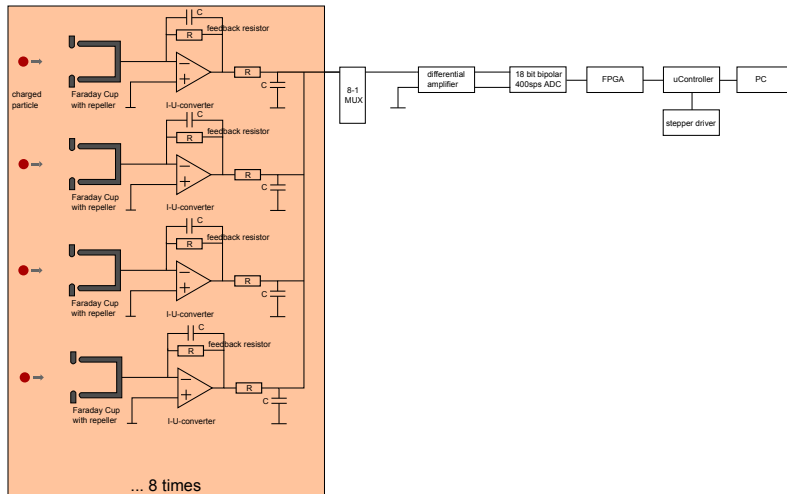 C
feedback resistor
R
R
C
charged
particle
Faraday Cup
with repeller
I-U-converter
8-1
MUX
differential
amplifier
18 bit bipolar
400sps ADC
FPGA
uController
PC
stepper driver
C
feedback resistor
R
R
C
Faraday Cup
with repeller
I-U-converter
C
feedback resistor
R
R
C
Faraday Cup
with repeller
I-U-converter
C
feedback resistor
R
R
C
Faraday Cup
with repeller
I-U-converter
... 8 times